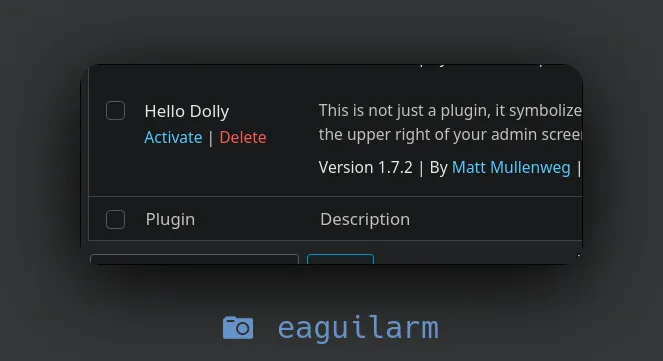 Hello Dolly
This is not just a plugin, it symbolize
Activate | Delete
the upper right of your admin scree
Version 1.7.2 | By Matt Mullenweg |
Plugin
Description
eaguilarm